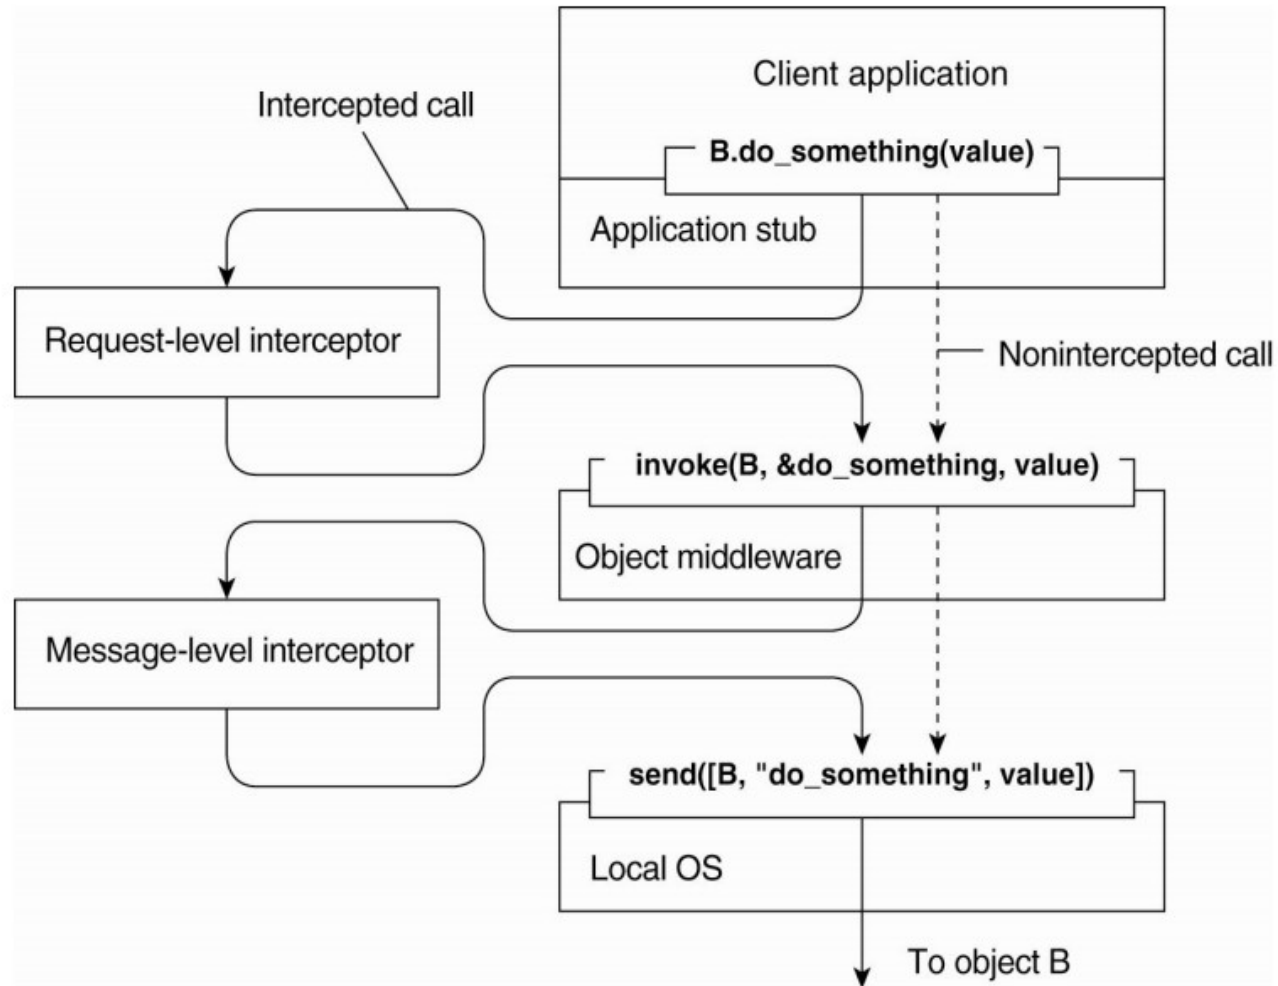 Client application
Intercepted call
B.do_something(value)
Application stub
Request-level interceptor
Nonintercepted call
invoke(B, &do_something, value)
Object middleware
Message-level interceptor
send([B, "do_something", value])
Local OS
To object B